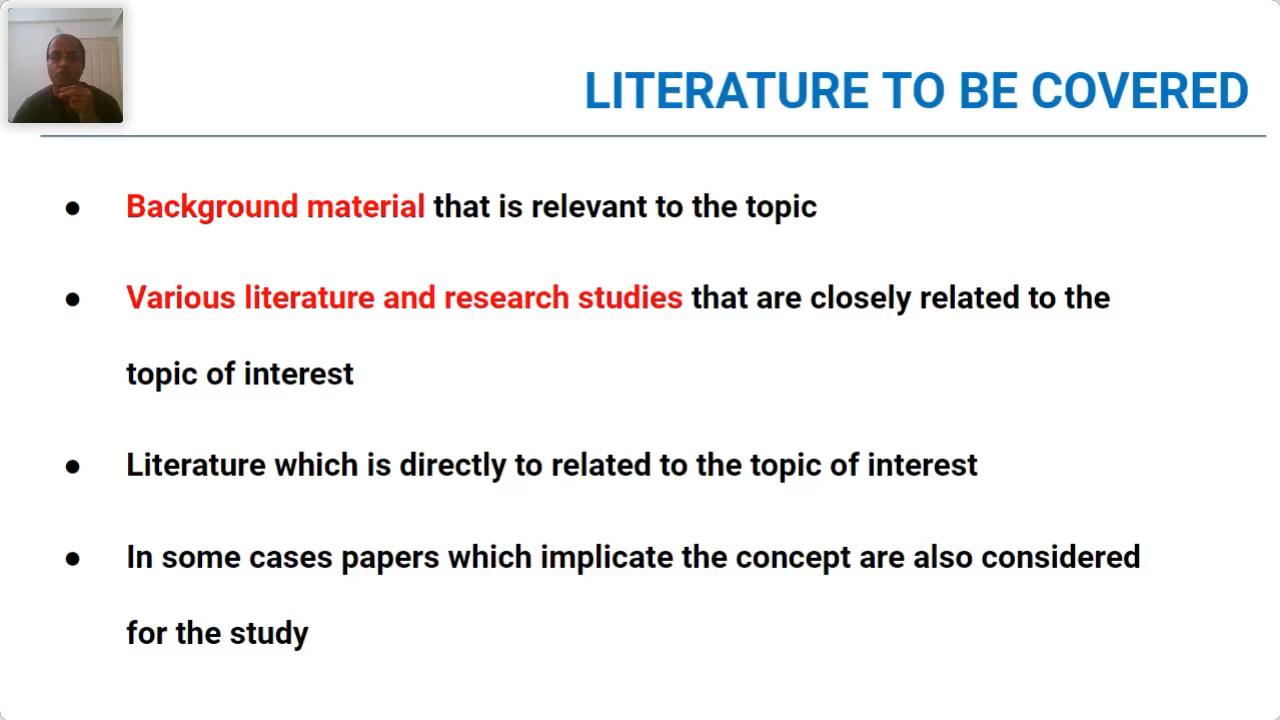 LITERATURE TO BE COVERED
● Background material that is relevant to the topic
● Various literature and research studies that are closely related to the
topic of interest
● Literature which is directly to related to the topic of interest
● In some cases papers which implicate the concept are also considered
for the study